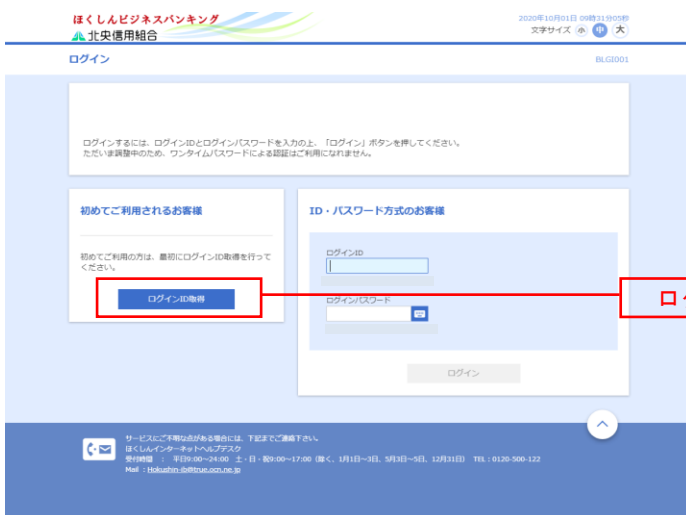 ほくしんビジネスバンキング
北央信用組合
2020年10月01日 09時31分05秒
文字サイズ 小 中 大
ログイン
BLGI001
ログインするには、ログインIDとログインパスワードを入力の上、「ログイン」ボタンを押してください。
ただいま調整中のため、ワンタイムパスワードによる認証はご利用になれません。
初めてご利用されるお客様
初めてご利用の方は、最初にログインID取得を行って
ください。
ログインID取得
ID・パスワード方式のお客様
ログインID
ログインパスワード
ログイン
サービスにご不明な点がある場合には、下記までご連絡下さい。
ほくしんインターネットヘルプデスク
受付時間 : 平日9:00~24:00 土・日・祝9:00~17:00 (除く、1月1日~3日、5月3日~5日、12月31日) TEL:0120-500-122
Mail :Hokushin-ib@true.ocn.ne.jp